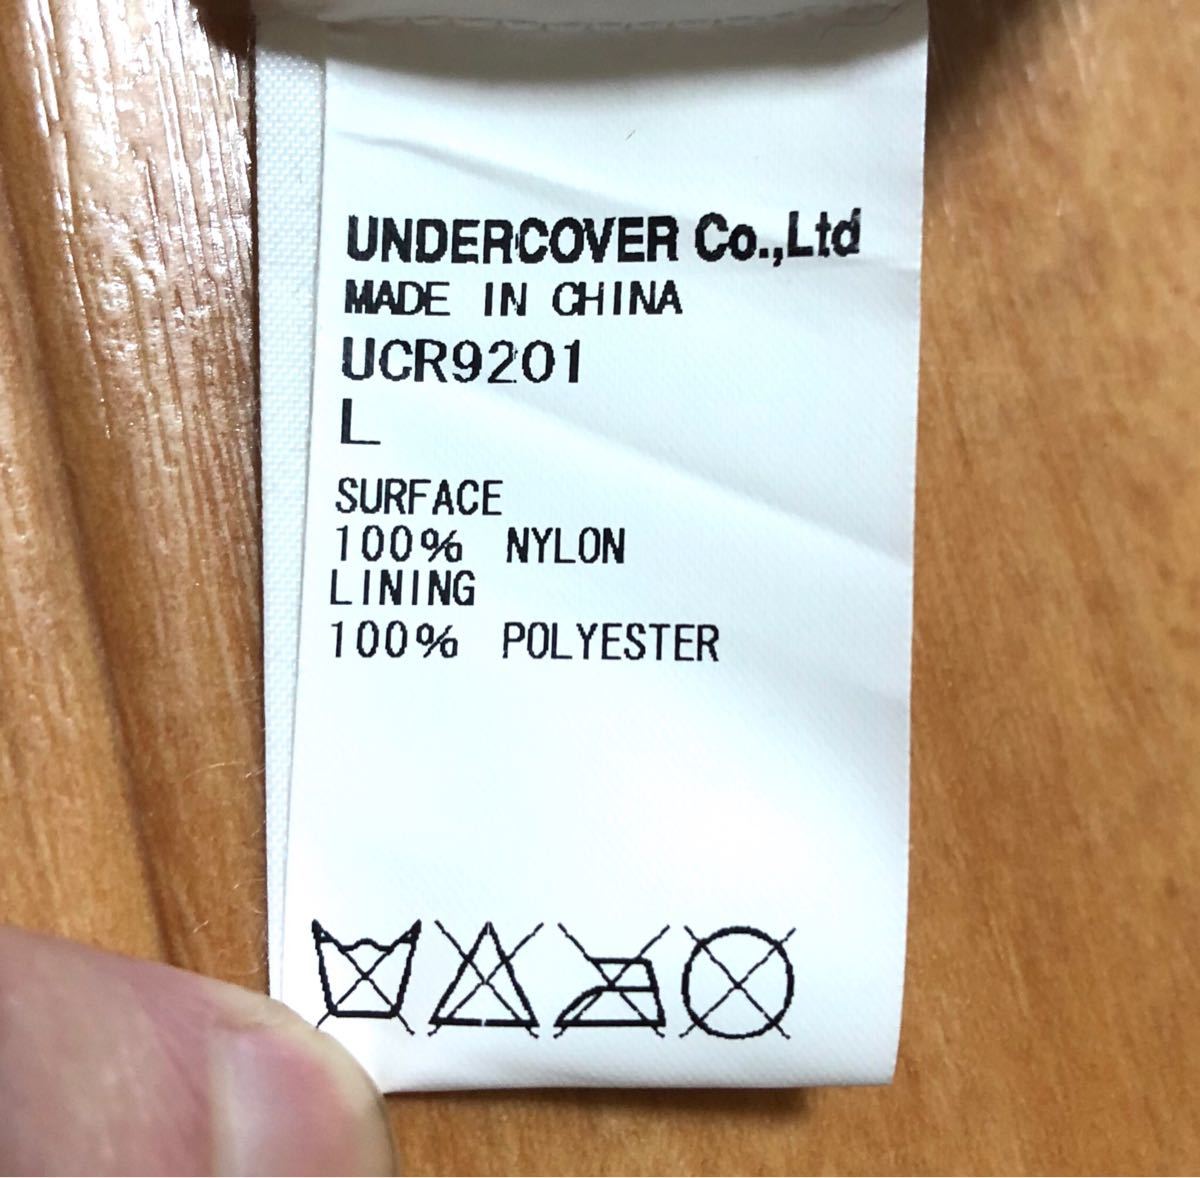 UNDERCOVER Co.,Ltd
MADE IN CHINA
UCR9201
L
SURFACE
100% NYLON
LINING
100% POLYESTER